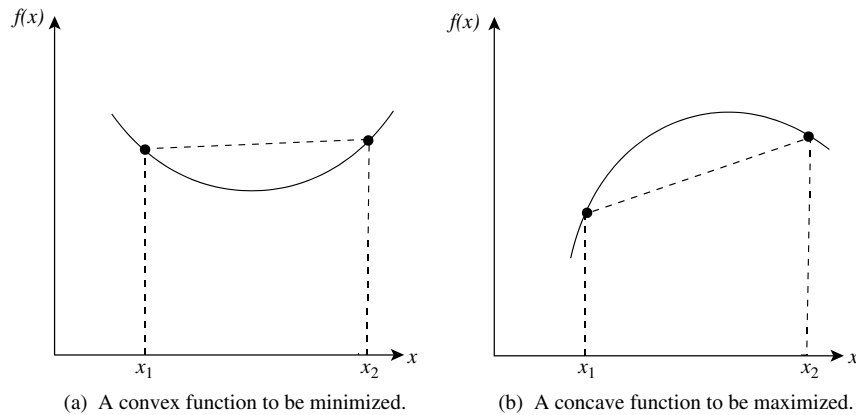 f(x)
x
x1
x2
(a) A convex function to be minimized.
f(x)
x
x1
x2
(b) A concave function to be maximized.